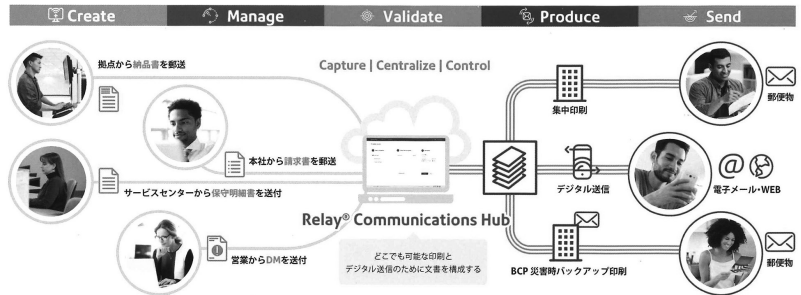 Create
Manage
Validate
Produce
Send
拠点から納品書を郵送
本社から請求書を郵送
サービスセンターから保守明細書を送付
営業からDMを送付
Capture | Centralize | Control
Relay® Communications Hub
どこでも可能な印刷と
デジタル送信のために文書を構成する
集中印刷
デジタル送信
BCP 災害時バックアップ印刷
郵便物
@
電子メール・WEB
郵便物